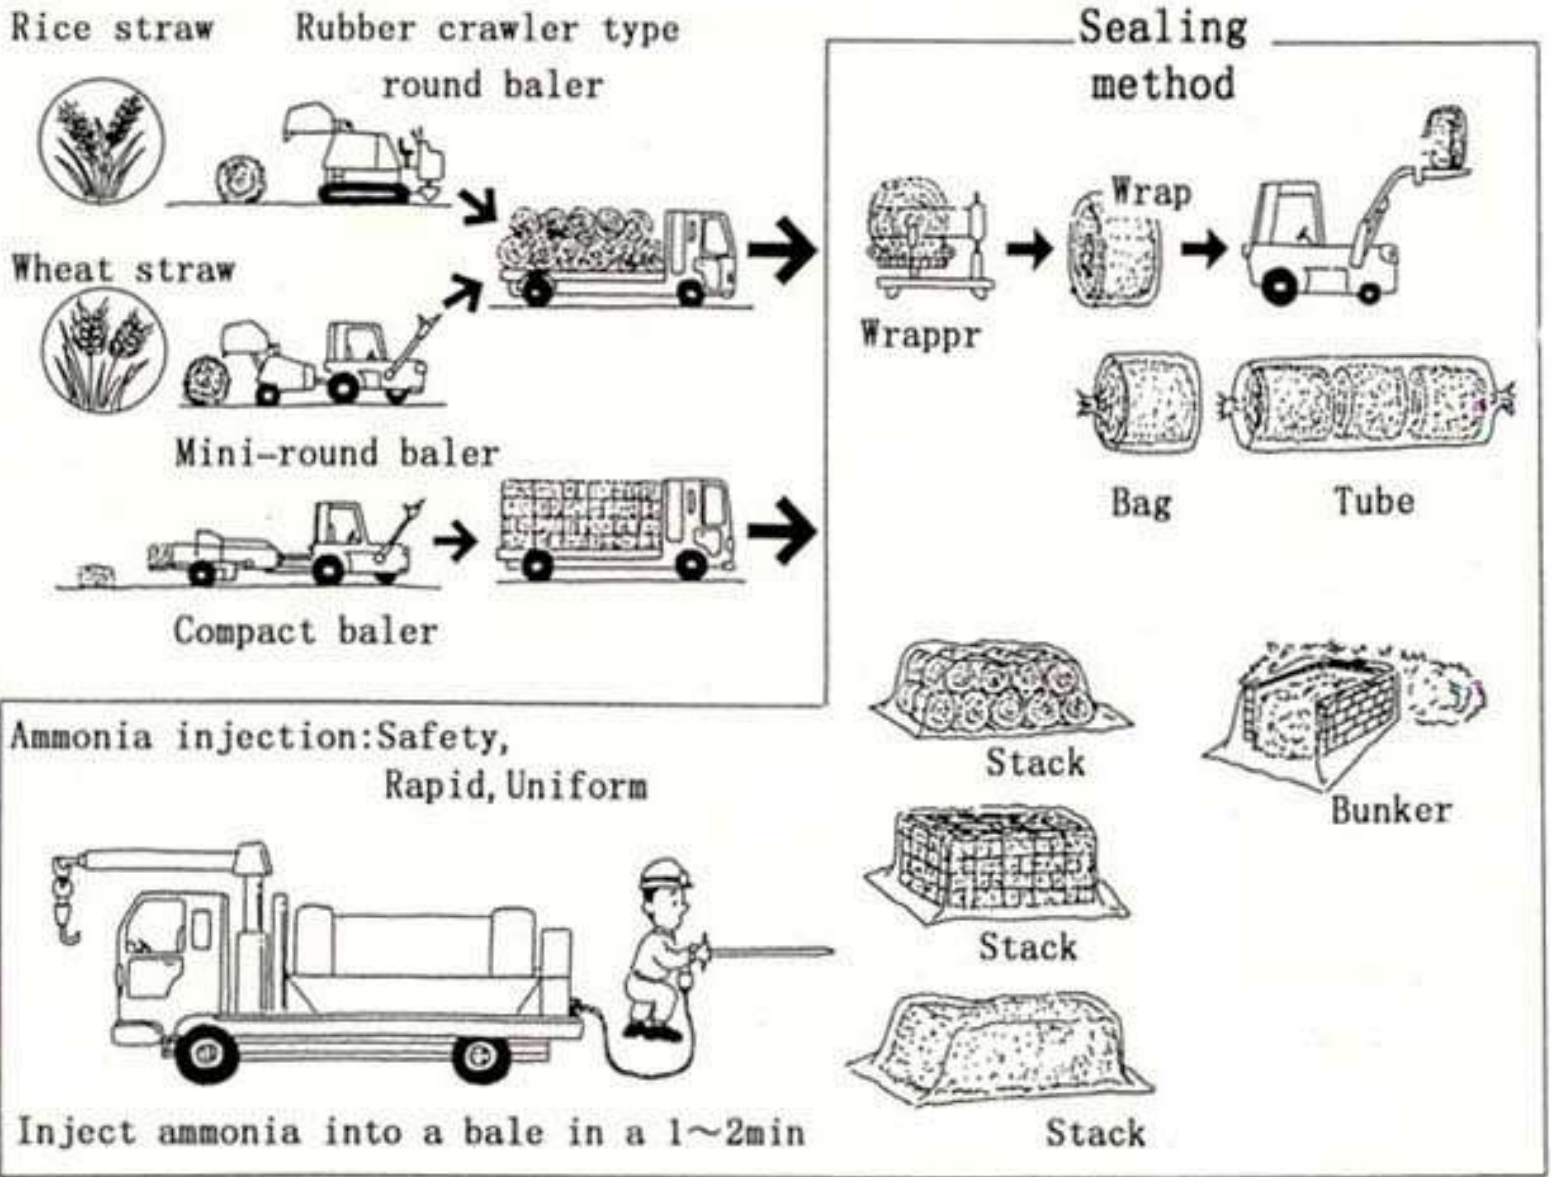 Rice straw
Rubber crawler type
round baler
Wheat straw
Mini-round baler
Compact baler
Sealing
method
Wrap
Wrappr
Bag
Tube
Stack
Bunker
Stack
Stack
Ammonia injection:Safety,
Rapid,Uniform
Inject ammonia into a bale in a 1~2min